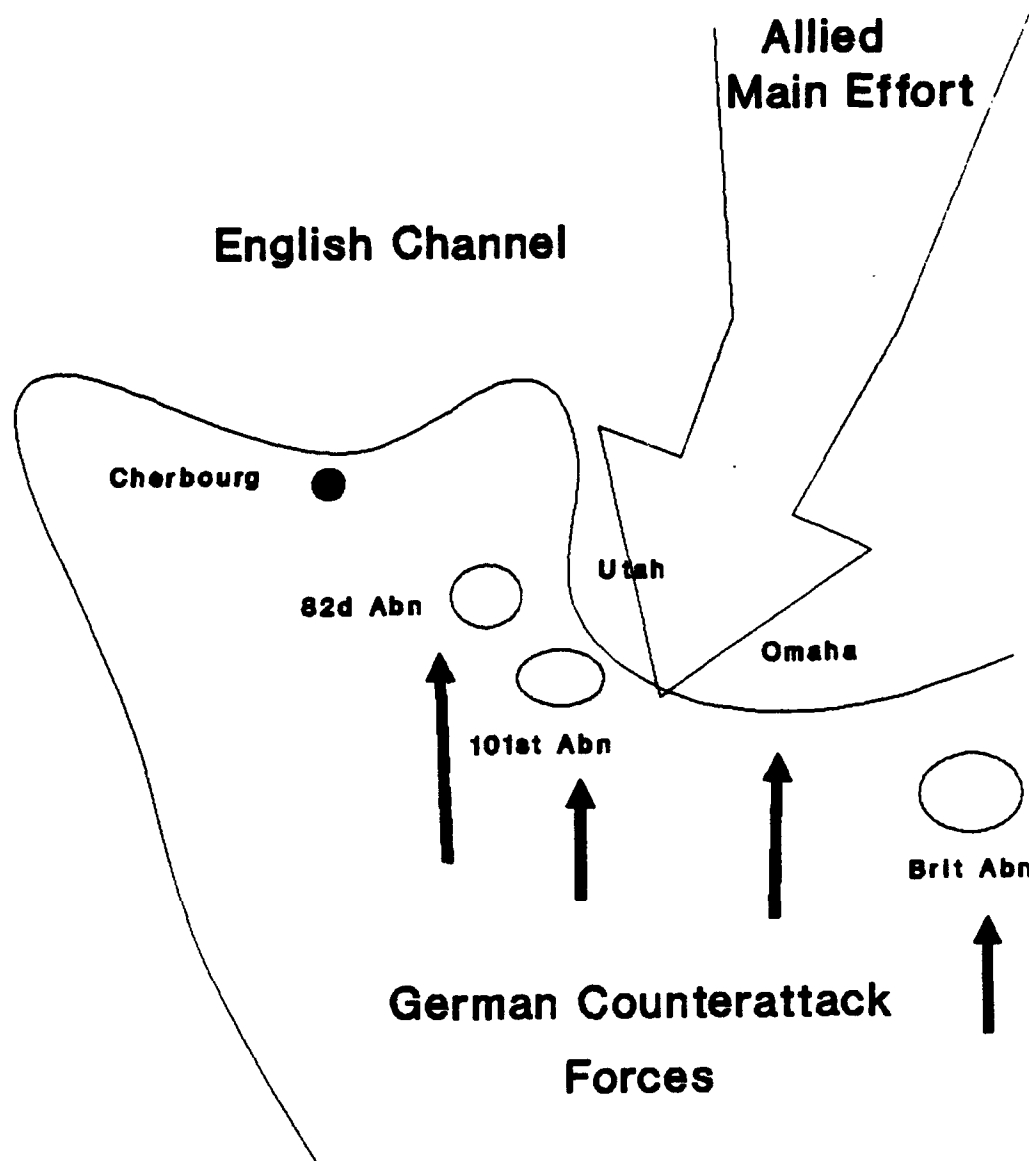 Allied
Main Effort
English Channel
Cherbourg
Utah
82d Abn
Omaha
101st Abn
Brit Abn
German Counterattack
Forces